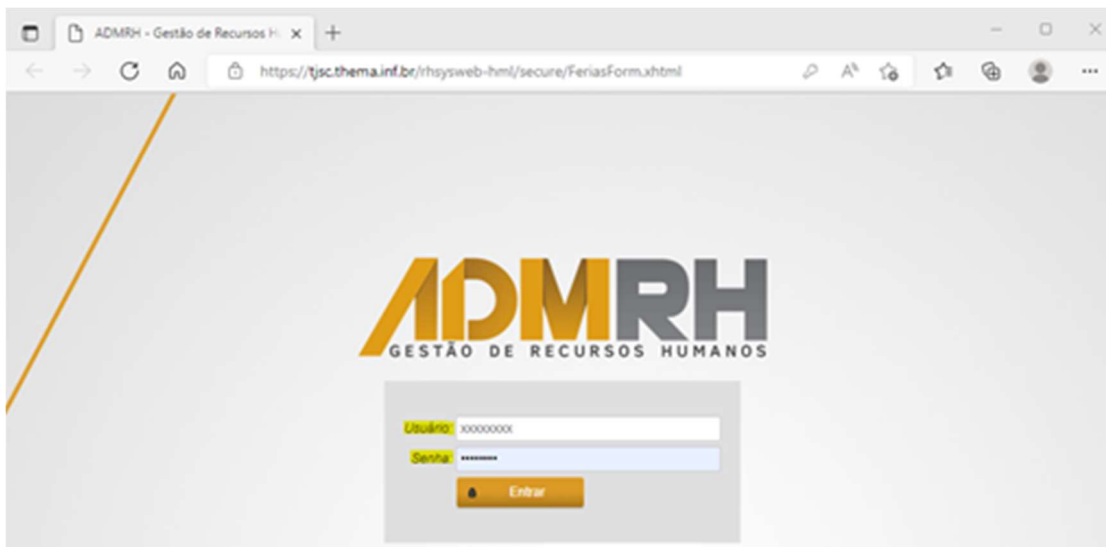 ADMRH - Gestão de Recursos H
https://tjsc.thema.inf.br/rhsysweb-hml/secure/FeriasForm.xhtml
ADMRH
GESTÃO DE RECURSOS HUMANOS
Usuário: xxxxxxxx
Senha: ••••••••
Entrar